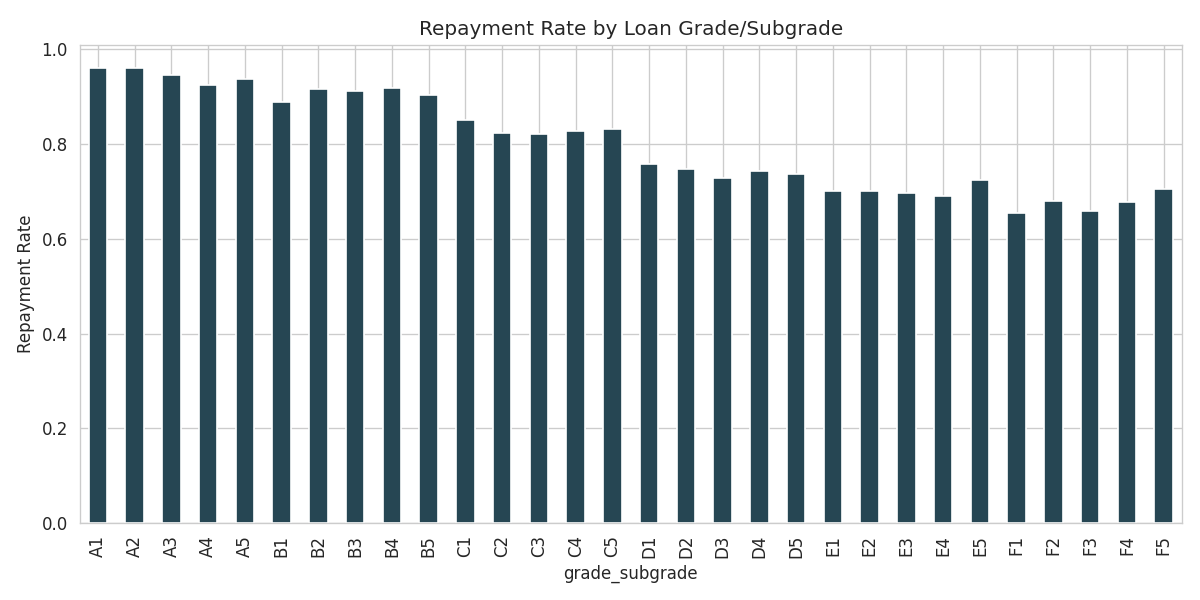 Repayment Rate by Loan Grade/Subgrade
Repayment Rate
1.0
0.8
0.6
0.4
0.2
0.0
A1 A2 A3 A4 A5 B1 B2 B3 B4 B5 C1 C2 C3 C4 C5 D1 D2 D3 D4 D5 E1 E2 E3 E4 E5 F1 F2 F3 F4 F5
grade_subgrade